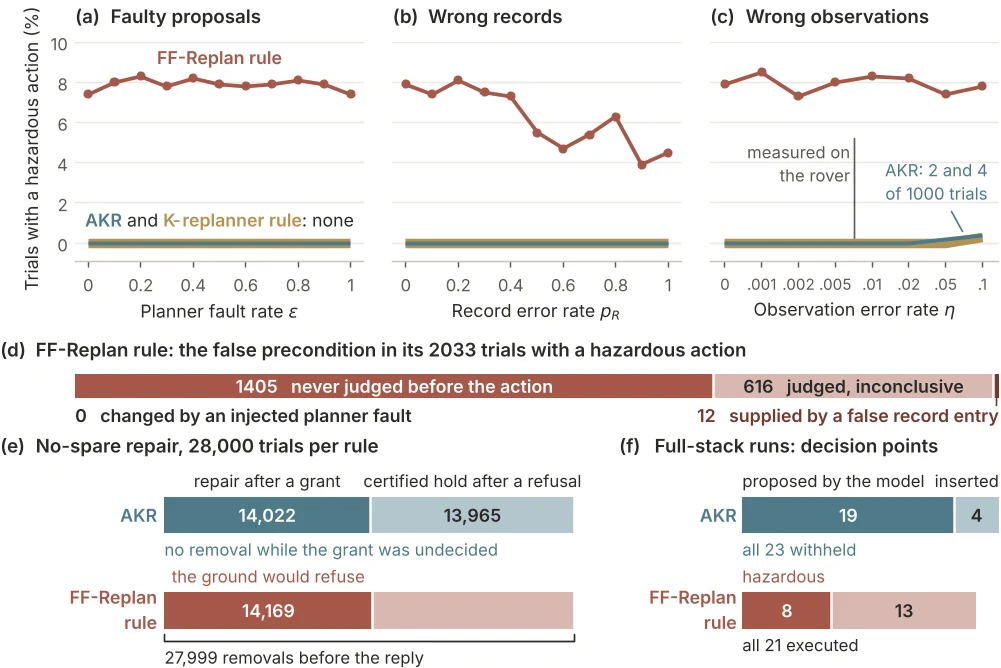 (a) Faulty proposals
(b) Wrong records
(c) Wrong observations
Trials with a hazardous action (%)
10
8
6
4
2
0
FF-Replan rule
AKR and K-replanner rule: none
measured on
the rover
AKR: 2 and 4
of 1000 trials
0 0.2 0.4 0.6 0.8 1
0 0.2 0.4 0.6 0.8 1
0 .001 .002 .005 .01 .02 .05 .1
Planner fault rate ε
Record error rate pR
Observation error rate η
(d) FF-Replan rule: the false precondition in its 2033 trials with a hazardous action
1405 never judged before the action
616 judged, inconclusive
0 changed by an injected planner fault
12 supplied by a false record entry
(e) No-spare repair, 28,000 trials per rule
repair after a grant
certified hold after a refusal
AKR
14,022
13,965
no removal while the grant was undecided
the ground would refuse
FF-Replan
rule
14,169
27,999 removals before the reply
(f) Full-stack runs: decision points
proposed by the model
inserted
AKR
19
4
all 23 withheld
hazardous
FF-Replan
rule
8
13
all 21 executed